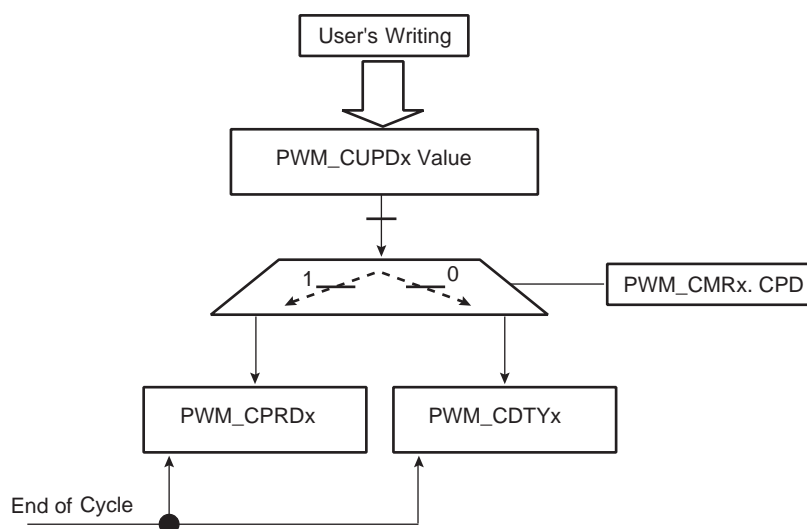 User's Writing
PWM_CUPDx Value
1
0
PWM_CMRx. CPD
PWM_CPRDx
PWM_CDTYx
End of Cycle